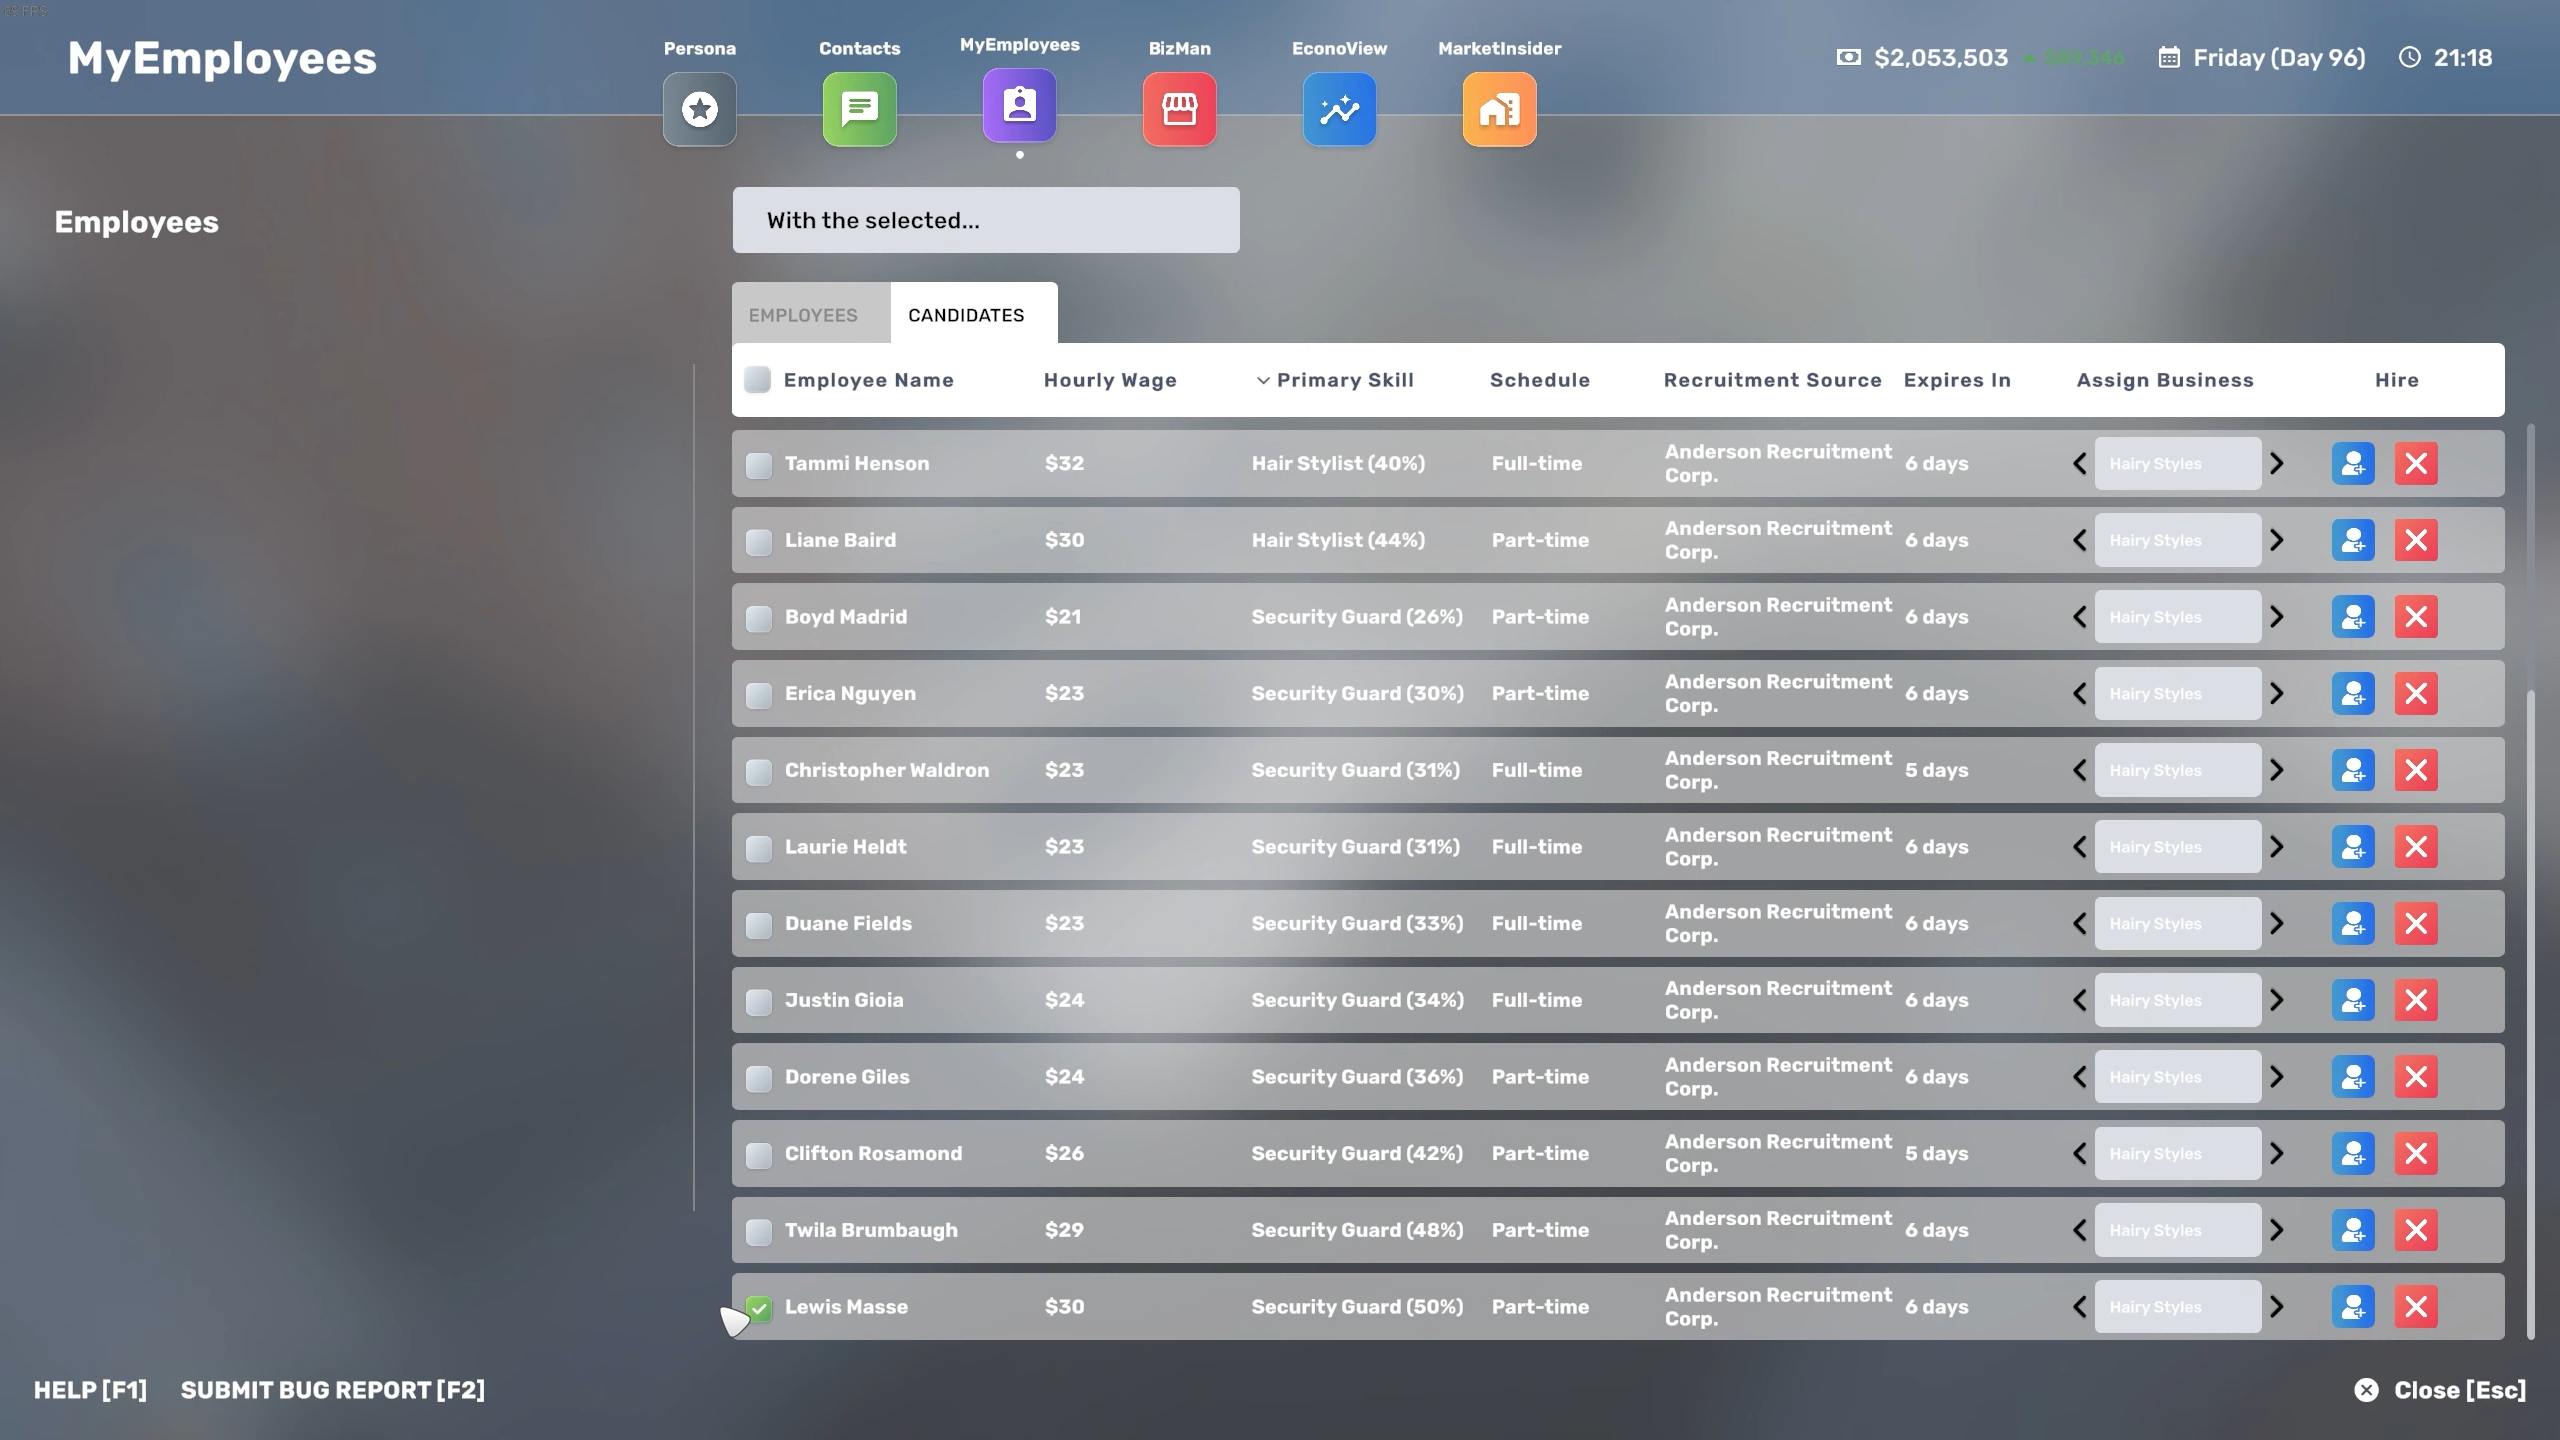 MyEmployees
Persona
Contacts
MyEmployees
BizMan
EconoView
MarketInsider
$2,053,503
Friday (Day 96)
21:18
Employees
With the selected...
EMPLOYEES
CANDIDATES
Employee Name Hourly Wage Primary Skill Schedule Recruitment Source Expires In Assign Business Hire
Tammi Henson $32 Hair Stylist (40%) Full-time Anderson Recruitment Corp. 6 days Hairy Styles
Liane Baird $30 Hair Stylist (44%) Part-time Anderson Recruitment Corp. 6 days Hairy Styles
Boyd Madrid $21 Security Guard (26%) Part-time Anderson Recruitment Corp. 6 days Hairy Styles
Erica Nguyen $23 Security Guard (30%) Part-time Anderson Recruitment Corp. 6 days Hairy Styles
Christopher Waldron $23 Security Guard (31%) Full-time Anderson Recruitment Corp. 5 days Hairy Styles
Laurie Heldt $23 Security Guard (31%) Full-time Anderson Recruitment Corp. 6 days Hairy Styles
Duane Fields $23 Security Guard (33%) Full-time Anderson Recruitment Corp. 6 days Hairy Styles
Justin Gioia $24 Security Guard (34%) Full-time Anderson Recruitment Corp. 6 days Hairy Styles
Dorene Giles $24 Security Guard (36%) Part-time Anderson Recruitment Corp. 6 days Hairy Styles
Clifton Rosamond $26 Security Guard (42%) Part-time Anderson Recruitment Corp. 5 days Hairy Styles
Twila Brumbaugh $29 Security Guard (48%) Part-time Anderson Recruitment Corp. 6 days Hairy Styles
Lewis Masse $30 Security Guard (50%) Part-time Anderson Recruitment Corp. 6 days Hairy Styles
HELP [F1]
SUBMIT BUG REPORT [F2]
Close [Esc]